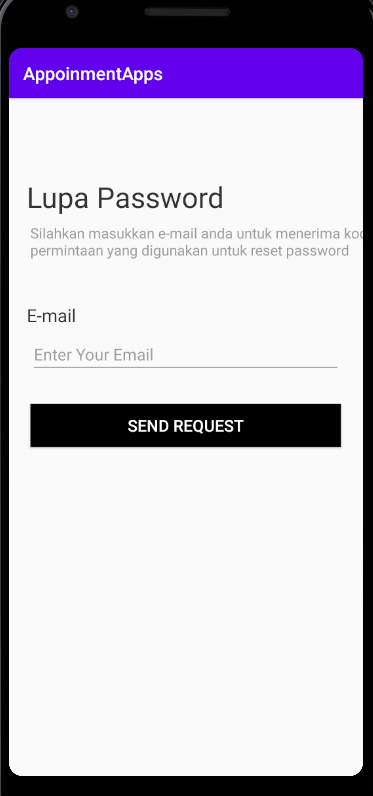 AppoinmentApps
Lupa Password
Silahkan masukkan e-mail anda untuk menerima kod
permintaan yang digunakan untuk reset password
E-mail
Enter Your Email
SEND REQUEST